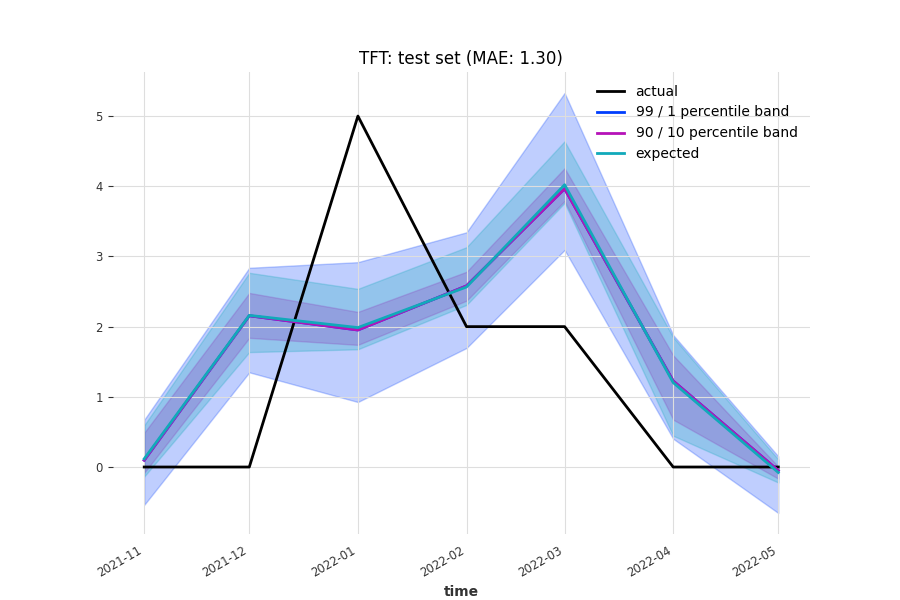 TFT: test set (MAE: 1.30)
actual
99 / 1 percentile band
90 / 10 percentile band
expected
5
4
3
2
1
0
2021-11
2021-12
2022-01
2022-02
2022-03
2022-04
2022-05
time